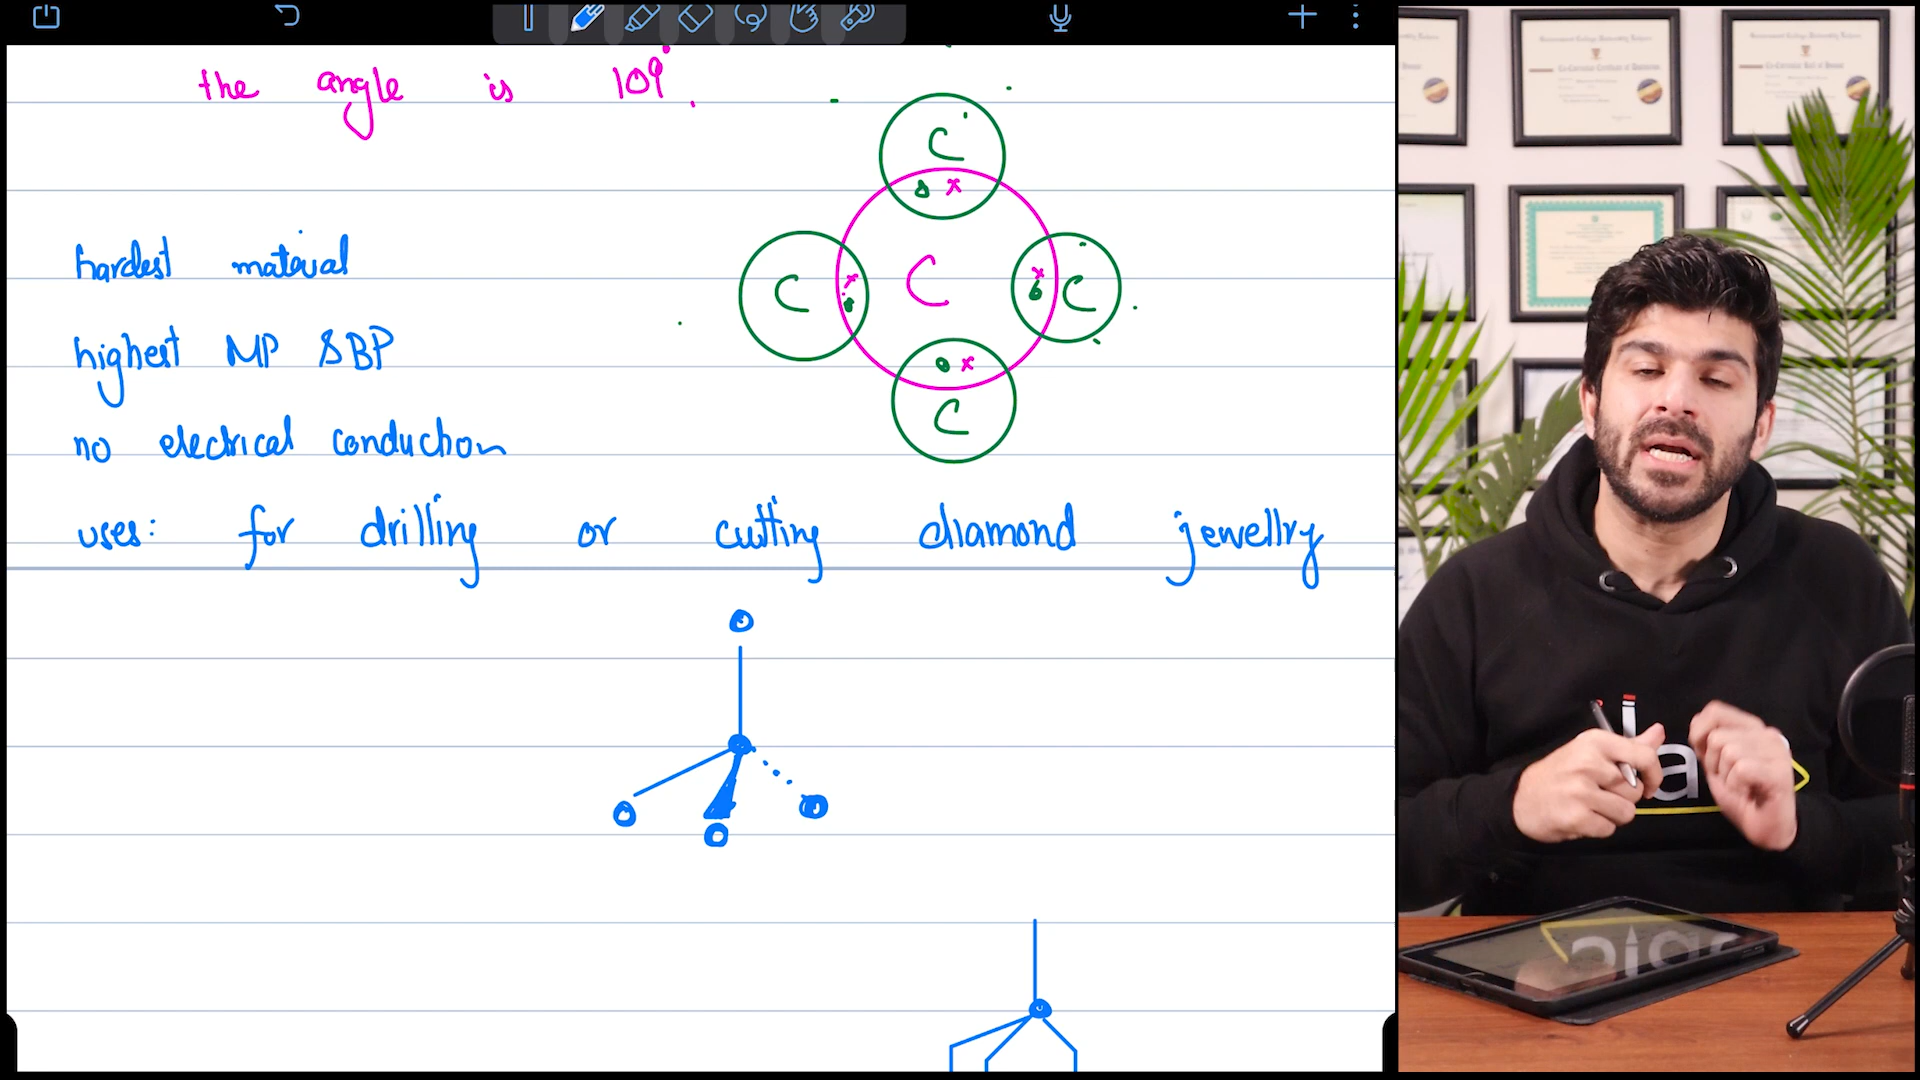 the angle is 109°.
C
C C C
C
hardest material
highest MP & BP
no electrical conduction
uses: for drilling or cutting diamond jewellry